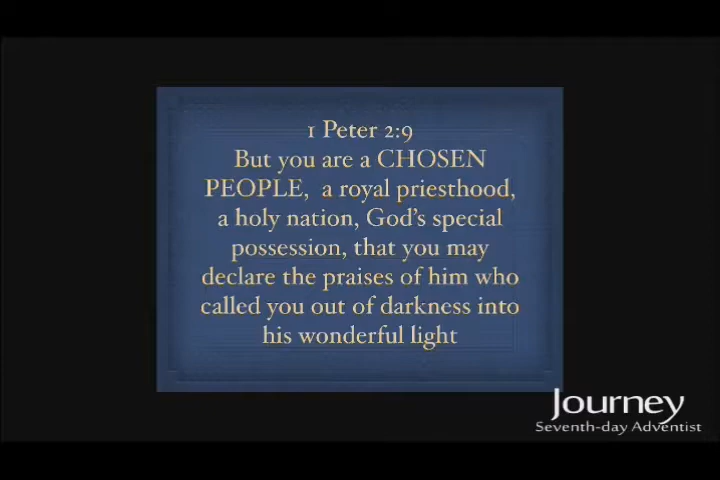 1 Peter 2:9
But you are a CHOSEN
PEOPLE, a royal priesthood,
a holy nation, God's special
possession, that you may
declare the praises of him who
called you out of darkness into
his wonderful light
Journey
Seventh-day Adventist